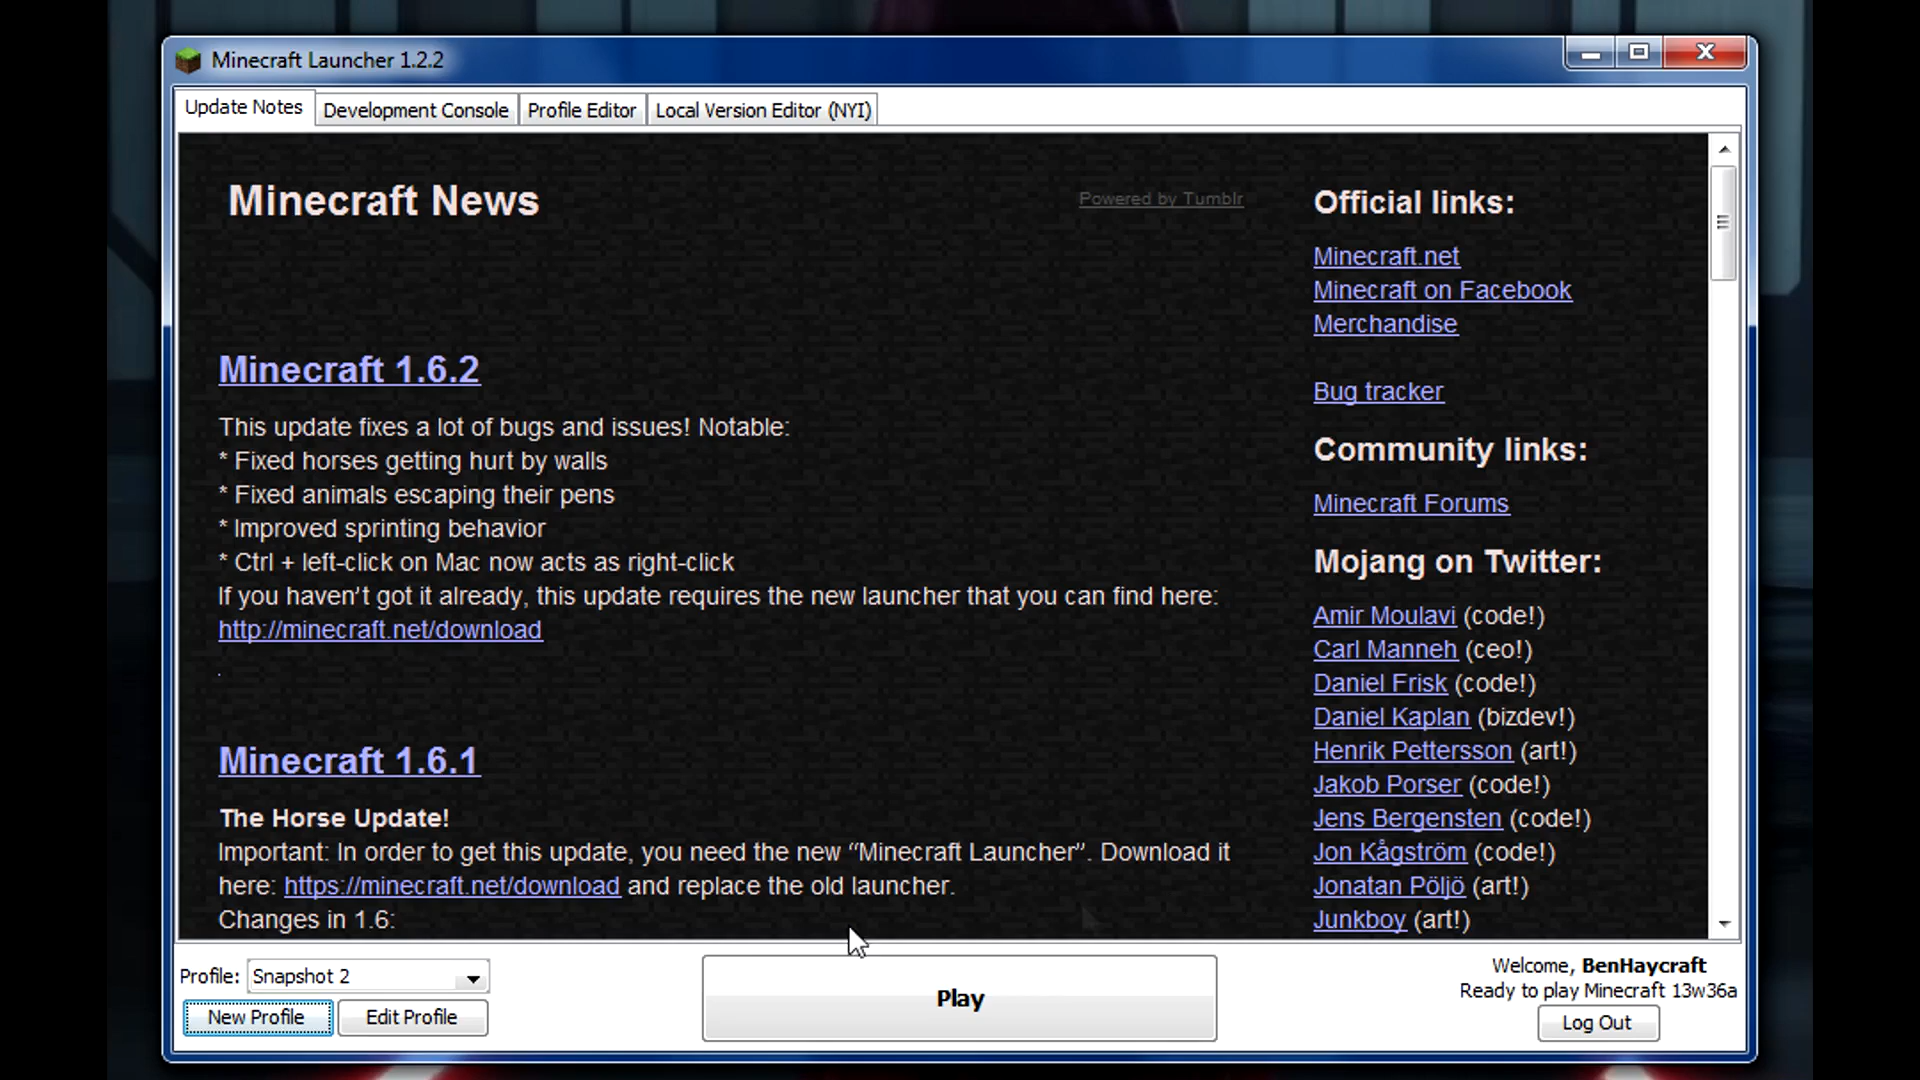 Minecraft Launcher 1.2.2
Update Notes
Development Console
Profile Editor
Local Version Editor (NYI)
Minecraft News
Powered by Tumblr
Minecraft 1.6.2
This update fixes a lot of bugs and issues! Notable:
* Fixed horses getting hurt by walls
* Fixed animals escaping their pens
* Improved sprinting behavior
* Ctrl + left-click on Mac now acts as right-click
If you haven’t got it already, this update requires the new launcher that you can find here:
http://minecraft.net/download
.
Minecraft 1.6.1
The Horse Update!
Important: In order to get this update, you need the new “Minecraft Launcher”. Download it
here: https://minecraft.net/download and replace the old launcher.
Changes in 1.6:
Official links:
Minecraft.net
Minecraft on Facebook
Merchandise
Bug tracker
Community links:
Minecraft Forums
Mojang on Twitter:
Amir Moulavi (code!)
Carl Manneh (ceo!)
Daniel Frisk (code!)
Daniel Kaplan (bizdev!)
Henrik Pettersson (art!)
Jakob Porser (code!)
Jens Bergensten (code!)
Jon Kågström (code!)
Jonatan Pöljö (art!)
Junkboy (art!)
Profile: Snapshot 2
New Profile
Edit Profile
Play
Welcome, BenHaycraft
Ready to play Minecraft 13w36a
Log Out